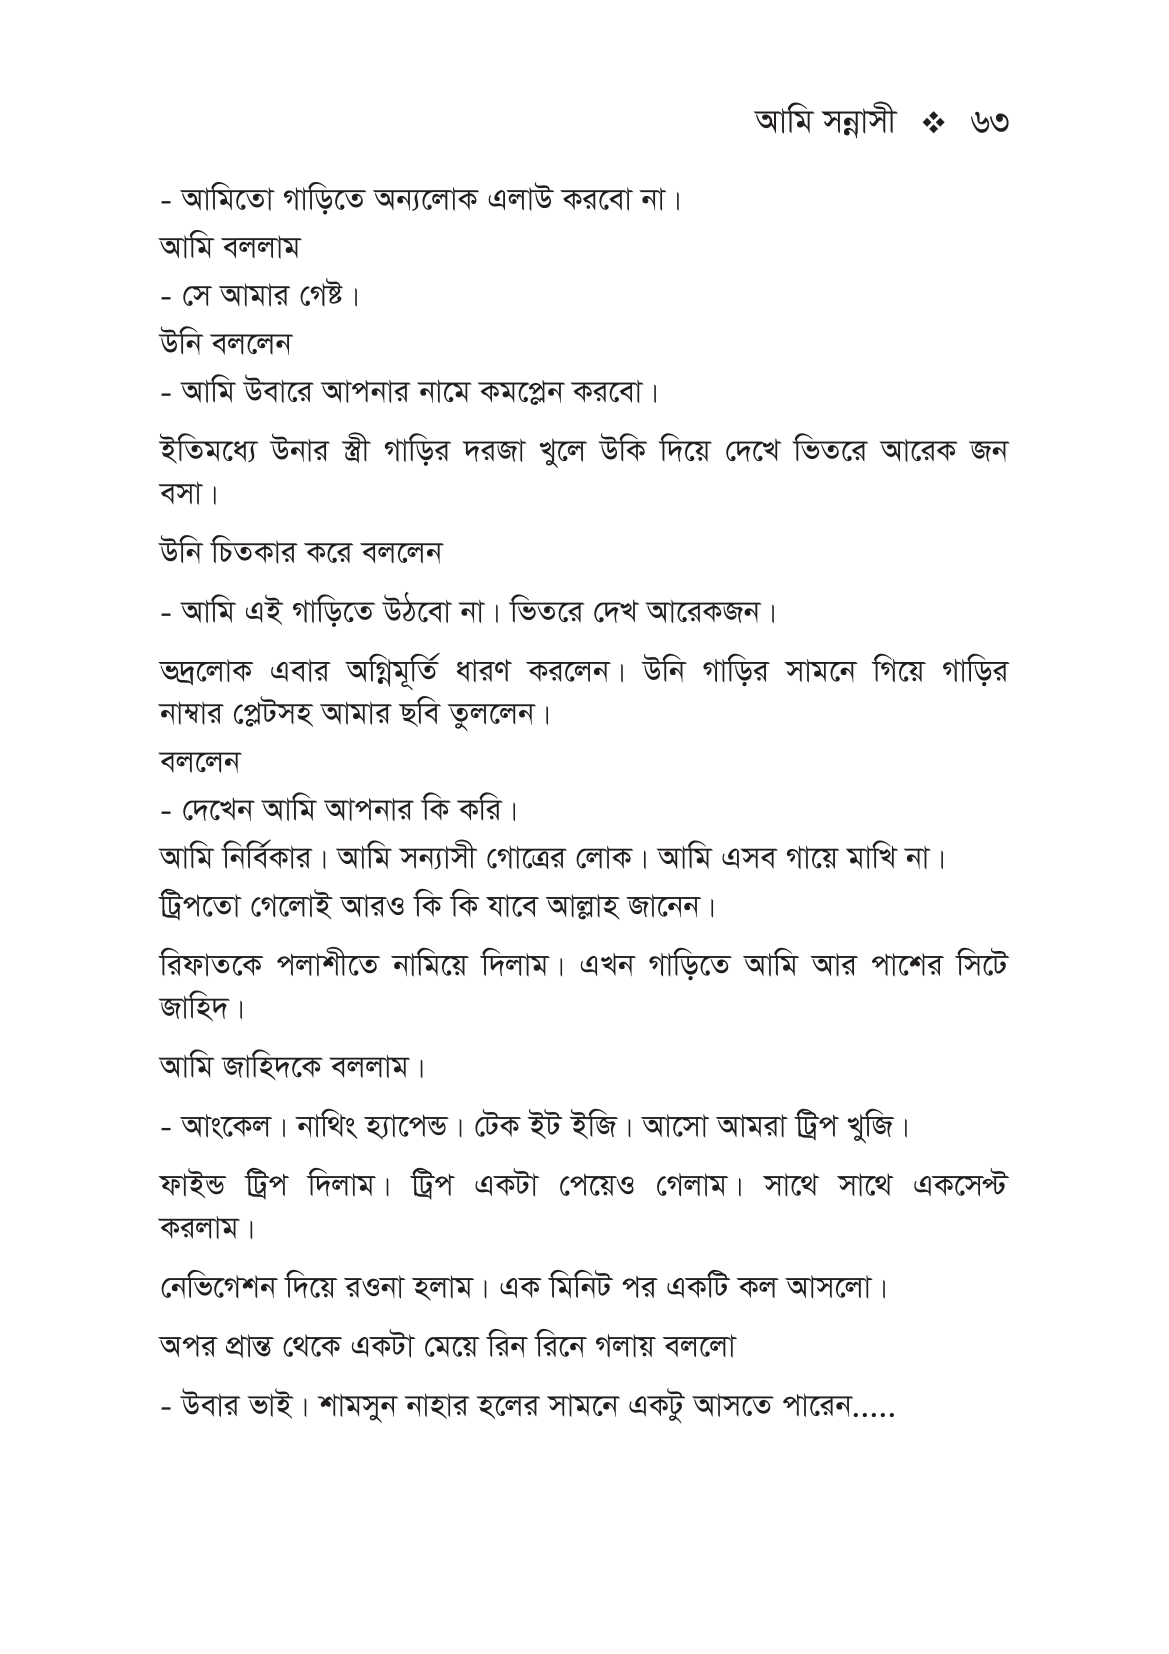 আমি সন্নাসী ❖ ৬৩
- আমিতো গাড়িতে অন্যলোক এলাউ করবো না।
আমি বললাম
- সে আমার গেষ্ট।
উনি বললেন
- আমি উবারে আপনার নামে কমপ্লেন করবো।
ইতিমধ্যে উনার স্ত্রী গাড়ির দরজা খুলে উকি দিয়ে দেখে ভিতরে আরেক জন
বসা।
উনি চিতকার করে বললেন
- আমি এই গাড়িতে উঠবো না। ভিতরে দেখ আরেকজন।
ভদ্রলোক এবার অগ্নিমূর্তি ধারণ করলেন। উনি গাড়ির সামনে গিয়ে গাড়ির
নাম্বার প্লেটসহ আমার ছবি তুললেন।
বললেন
- দেখেন আমি আপনার কি করি।
আমি নির্বিকার। আমি সন্যাসী গোত্রের লোক। আমি এসব গায়ে মাখি না।
ট্রিপতো গেলোই আরও কি কি যাবে আল্লাহ জানেন।
রিফাতকে পলাশীতে নামিয়ে দিলাম। এখন গাড়িতে আমি আর পাশের সিটে
জাহিদ।
আমি জাহিদকে বললাম।
- আংকেল। নাথিং হ্যাপেন্ড। টেক ইট ইজি। আসো আমরা ট্রিপ খুজি।
ফাইন্ড ট্রিপ দিলাম। ট্রিপ একটা পেয়েও গেলাম। সাথে সাথে একসেপ্ট
করলাম।
নেভিগেশন দিয়ে রওনা হলাম। এক মিনিট পর একটি কল আসলো।
অপর প্রান্ত থেকে একটা মেয়ে রিন রিনে গলায় বললো
- উবার ভাই। শামসুন নাহার হলের সামনে একটু আসতে পারেন.....